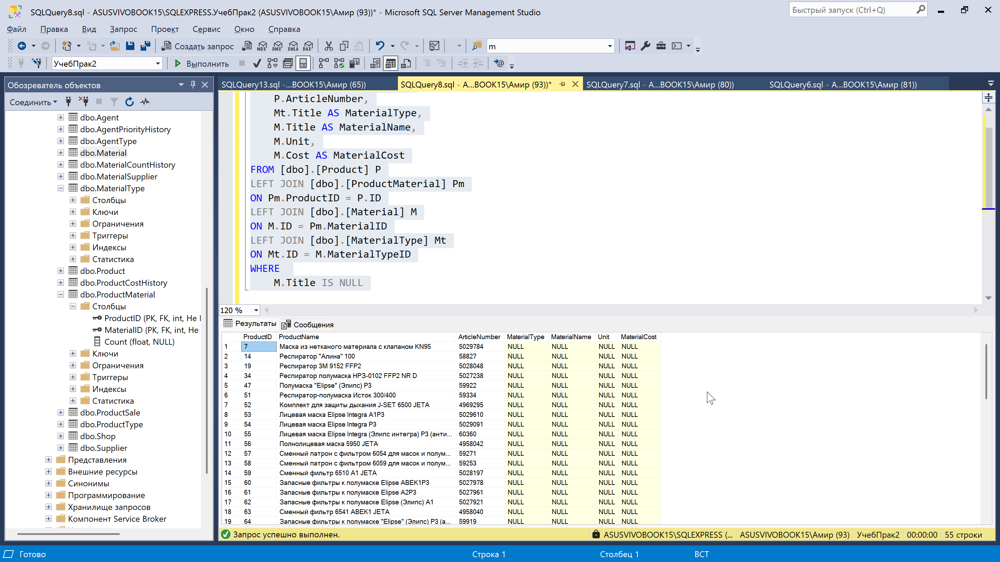 SQLQuery8.sql - ASUSVIVOBOOK15\SQLEXPRESS.УчебПрак2 (ASUSVIVOBOOK15\Амир (93))* - Microsoft SQL Server Management Studio
Быстрый запуск (Ctrl+Q)
Файл Правка Вид Запрос Проект Сервис Окно Справка
Создать запрос MDX DMX XMLA DAX m
УчебПрак2 Выполнить
Обозреватель объектов
Соединить
dbo.Agent
dbo.AgentPriorityHistory
dbo.AgentType
dbo.Material
dbo.MaterialCountHistory
dbo.MaterialSupplier
dbo.MaterialType
Столбцы
Ключи
Ограничения
Триггеры
Индексы
Статистика
dbo.Product
dbo.ProductCostHistory
dbo.ProductMaterial
Столбцы
ProductID (PK, FK, int, Не
MaterialID (PK, FK, int, Не
Count (float, NULL)
Ключи
Ограничения
Триггеры
Индексы
Статистика
dbo.ProductSale
dbo.ProductType
dbo.Shop
dbo.Supplier
Представления
Внешние ресурсы
Синонимы
Программирование
Хранилище запросов
Компонент Service Broker
SQLQuery13.sql -...BOOK15\Амир (65)) SQLQuery8.sql - A...BOOK15\Амир (93))* SQLQuery7.sql - A...BOOK15\Амир (80)) SQLQuery6.sql - A...BOOK15\Амир (81))
P.ArticleNumber,
Mt.Title AS MaterialType,
M.Title AS MaterialName,
M.Unit,
M.Cost AS MaterialCost
FROM [dbo].[Product] P
LEFT JOIN [dbo].[ProductMaterial] Pm
ON Pm.ProductID = P.ID
LEFT JOIN [dbo].[Material] M
ON M.ID = Pm.MaterialID
LEFT JOIN [dbo].[MaterialType] Mt
ON Mt.ID = M.MaterialTypeID
WHERE
M.Title IS NULL
120 %
Результаты Сообщения
ProductID ProductName ArticleNumber MaterialType MaterialName Unit MaterialCost
1 7 Маска из нетканого материала с клапаном KN95 5029784 NULL NULL NULL NULL
2 14 Респиратор "Алина" 100 58827 NULL NULL NULL NULL
3 19 Респиратор 3M 9152 FFP2 5028048 NULL NULL NULL NULL
4 34 Респиратор полумаска НРЗ-0102 FFP2 NR D 5027238 NULL NULL NULL NULL
5 47 Полумаска "Elipse" (Элипс) P3 59922 NULL NULL NULL NULL
6 51 Респиратор-полумаска Исток 300/400 59334 NULL NULL NULL NULL
7 52 Комплект для защиты дыхания J-SET 6500 JETA 4969295 NULL NULL NULL NULL
8 53 Лицевая маска Elipse Integra A1P3 5029610 NULL NULL NULL NULL
9 54 Лицевая маска Elipse Integra P3 5029091 NULL NULL NULL NULL
10 55 Лицевая маска Elipse Integra (Элипс интегра) P3 (анти... 60360 NULL NULL NULL NULL
11 56 Полнолицевая маска 5950 JETA 4958042 NULL NULL NULL NULL
12 57 Сменный патрон с фильтром 6054 для масок и полум... 59271 NULL NULL NULL NULL
13 58 Сменный патрон с фильтром 6059 для масок и полум... 59253 NULL NULL NULL NULL
14 59 Сменный фильтр 6510 A1 JETA 5028197 NULL NULL NULL NULL
15 60 Запасные фильтры к полумаске Elipse ABEK1P3 5027978 NULL NULL NULL NULL
16 61 Запасные фильтры к полумаске Elipse A2P3 5027961 NULL NULL NULL NULL
17 62 Запасные фильтры к полумаске Elipse (Элипс) A1 5027921 NULL NULL NULL NULL
18 63 Сменный фильтр 6541 ABEK1 JETA 4958040 NULL NULL NULL NULL
19 64 Запасные фильтры к полумаске "Elipse" (Элипс) P3 (а... 59919 NULL NULL NULL NULL
Запрос успешно выполнен. ASUSVIVOBOOK15\SQLEXPRESS (... ASUSVIVOBOOK15\Амир (93) УчебПрак2 00:00:00 55 строки
Готово Строка 1 Столбец 1 ВСТ